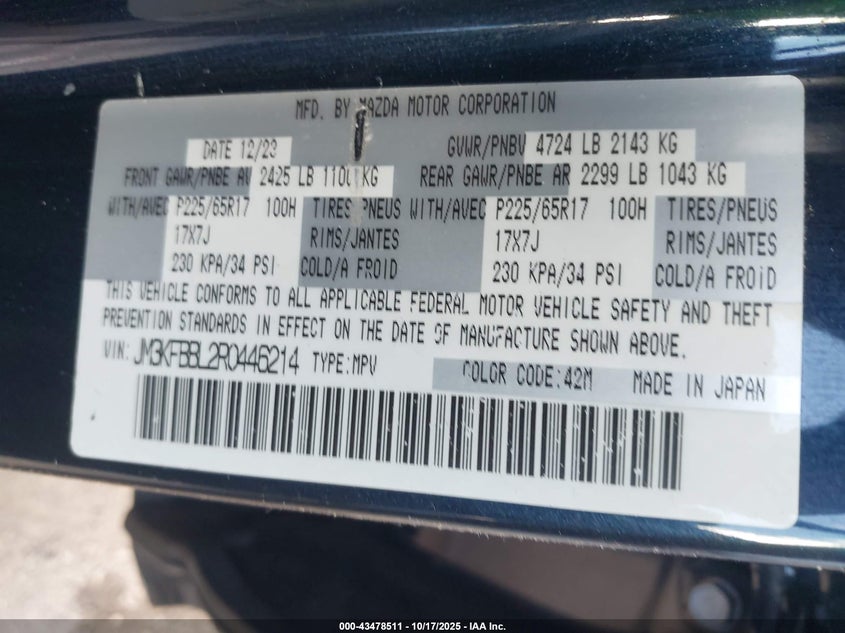 MFD. BY MAZDA MOTOR CORPORATION
DATE 12/23 GVWR/PNBV 4724 LB 2143 KG
FRONT GAWR/PNBE AV 2425 LB 1100 KG REAR GAWR/PNBE AR 2299 LB 1043 KG
WITH/AVEC P225/65R17 100H TIRES/PNEUS WITH/AVEC P225/65R17 100H TIRES/PNEUS
17X7J RIMS/JANTES 17X7J RIMS/JANTES
230 KPA/34 PSI COLD/A FROID 230 KPA/34 PSI COLD/A FROID
THIS VEHICLE CONFORMS TO ALL APPLICABLE FEDERAL MOTOR VEHICLE SAFETY AND THEFT
PREVENTION STANDARDS IN EFFECT ON THE DATE OF MANUFACTURE SHOWN ABOVE.
VIN: JM3KFBBL2R0446214 TYPE:MPV COLOR CODE:42M MADE IN JAPAN
000-43478511 | 10/17/2025 - IAA Inc.